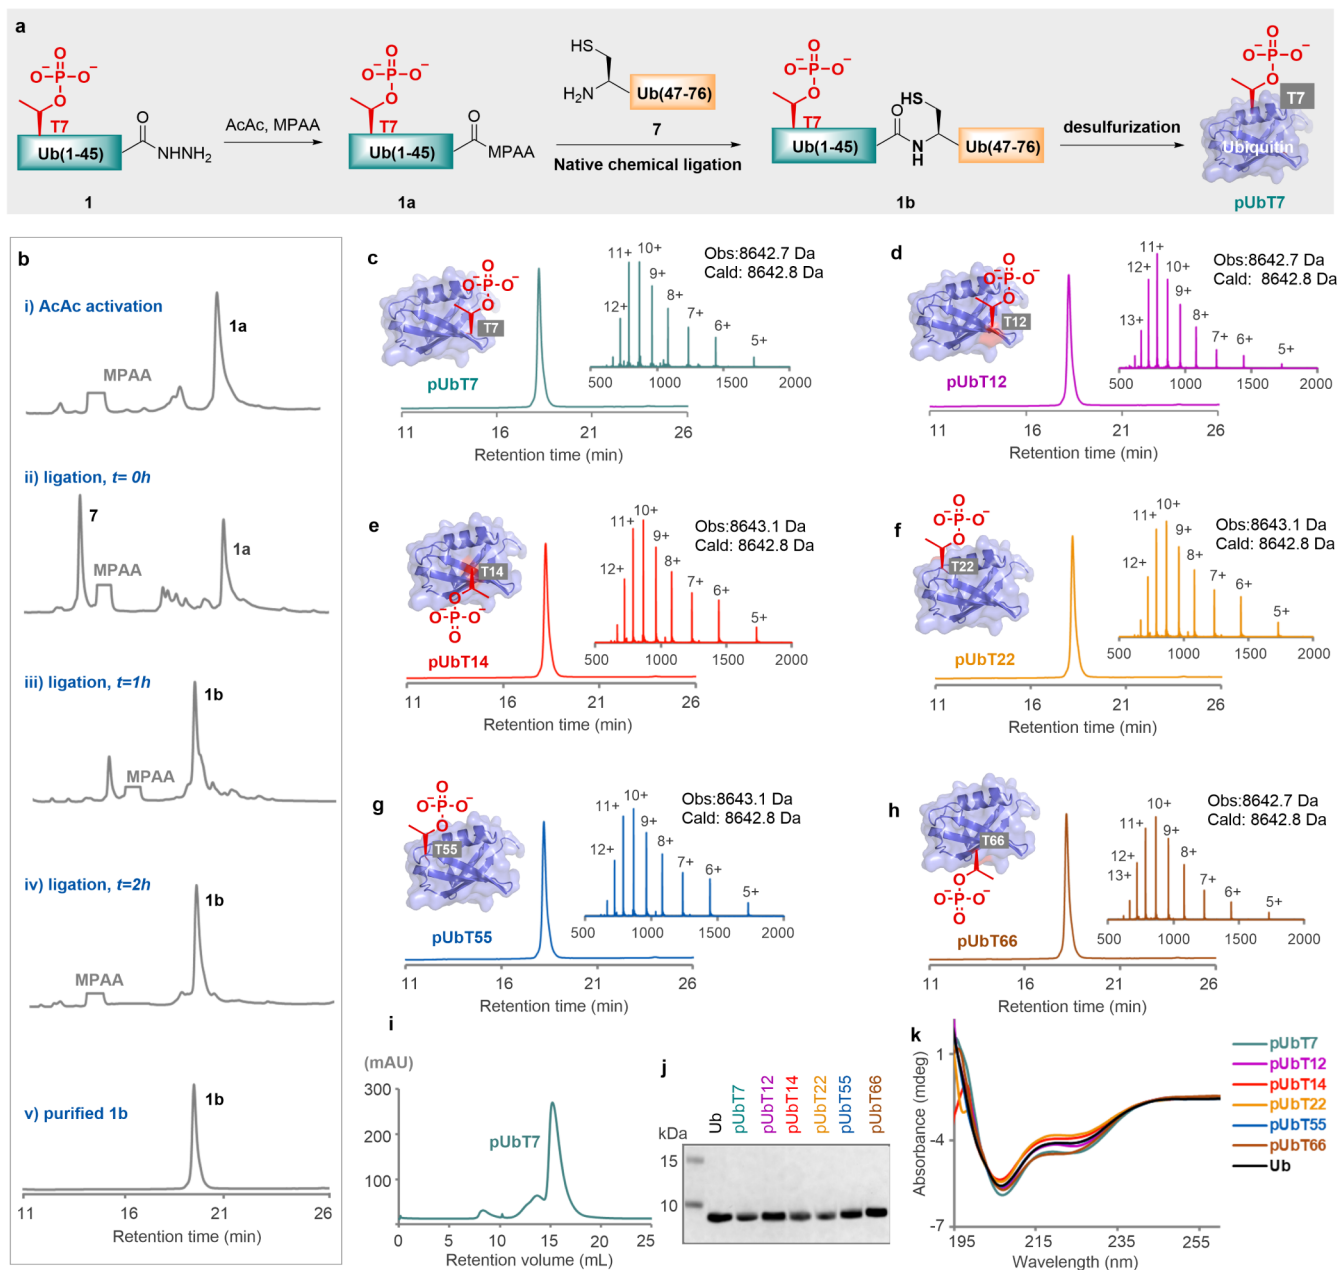 a
O
O⁻ P O⁻
O
T7
Ub(1-45)
O
NHNH₂
1
AcAc, MPAA
O
O⁻ P O⁻
O
T7
Ub(1-45)
O
MPAA
1a
HS
H₂N
Ub(47-76)
7
Native chemical ligation
O
O⁻ P O⁻
O
T7
Ub(1-45)
O
N
H
HS
Ub(47-76)
1b
desulfurization
O
O⁻ P O⁻
O
T7
Ubiquitin
pUbT7
b
i) AcAc activation
1a
MPAA
ii) ligation, t= 0h
7
MPAA
1a
iii) ligation, t=1h
1b
MPAA
iv) ligation, t=2h
1b
MPAA
v) purified 1b
1b
11 16 21 26
Retention time (min)
c
O
O⁻ P O⁻
O
T7
pUbT7
11+ 10+
9+
12+ 8+
7+
6+
5+
Obs:8642.7 Da
Cald: 8642.8 Da
500 1000 1500 2000
11 16 21 26
Retention time (min)
d
O
O⁻ P O⁻
O
T12
pUbT12
11+
12+ 10+
9+
13+ 8+
7+ 6+
5+
Obs:8642.7 Da
Cald: 8642.8 Da
500 1000 1500 2000
11 16 21 26
Retention time (min)
e
T14
O
O⁻ P O⁻
O
pUbT14
10+
11+
9+
12+ 8+
7+
6+
5+
Obs:8643.1 Da
Cald: 8642.8 Da
500 1000 1500 2000
11 16 21 26
Retention time (min)
f
O
O⁻ P O⁻
O
T22
pUbT22
10+
11+
9+
12+ 8+
7+
6+
5+
Obs:8643.1 Da
Cald: 8642.8 Da
500 1000 1500 2000
11 16 21 26
Retention time (min)
g
O
O⁻ P O⁻
O
T55
pUbT55
10+
11+
9+
12+ 8+
7+
6+
5+
Obs:8643.1 Da
Cald: 8642.8 Da
500 1000 1500 2000
11 16 21 26
Retention time (min)
h
T66
O
O⁻ P O⁻
O
pUbT66
10+
11+
9+
12+ 8+
13+ 7+
6+
5+
Obs:8642.7 Da
Cald: 8642.8 Da
500 1000 1500 2000
11 16 21 26
Retention time (min)
i
(mAU)
300
200
100
pUbT7
0 5 10 15 20 25
Retention volume (mL)
j
Ub pUbT7 pUbT12 pUbT14 pUbT22 pUbT55 pUbT66
kDa
15
10
k
Absorbance (mdeg)
1
-4
-7
195 215 235 255
Wavelength (nm)
pUbT7
pUbT12
pUbT14
pUbT22
pUbT55
pUbT66
Ub